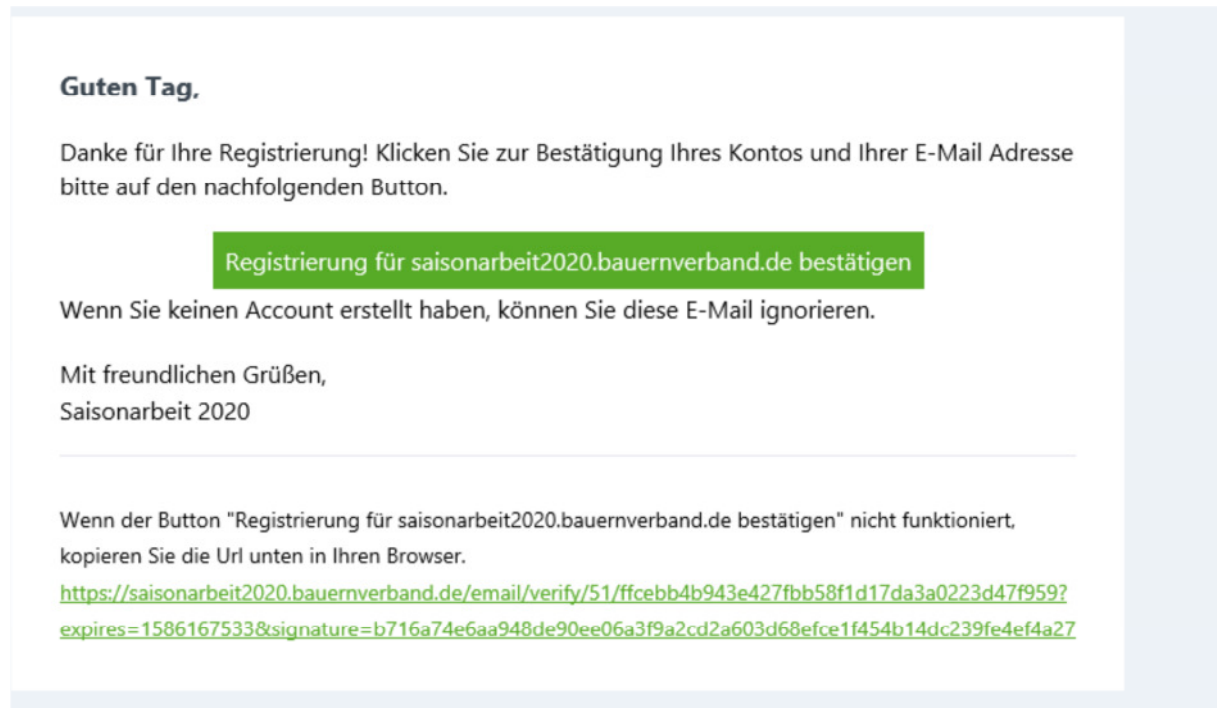 Guten Tag,
Danke für Ihre Registrierung! Klicken Sie zur Bestätigung Ihres Kontos und Ihrer E-Mail Adresse
bitte auf den nachfolgenden Button.
Registrierung für saisonarbeit2020.bauernverband.de bestätigen
Wenn Sie keinen Account erstellt haben, können Sie diese E-Mail ignorieren.
Mit freundlichen Grüßen,
Saisonarbeit 2020
Wenn der Button "Registrierung für saisonarbeit2020.bauernverband.de bestätigen" nicht funktioniert,
kopieren Sie die Url unten in Ihren Browser.
https://saisonarbeit2020.bauernverband.de/email/verify/51/ffcebb4b943e427fbb58f1d17da3a0223d47f959?
expires=1586167533&signature=b716a74e6aa948de90ee06a3f9a2cd2a603d68efce1f454b14dc239fe4ef4a27